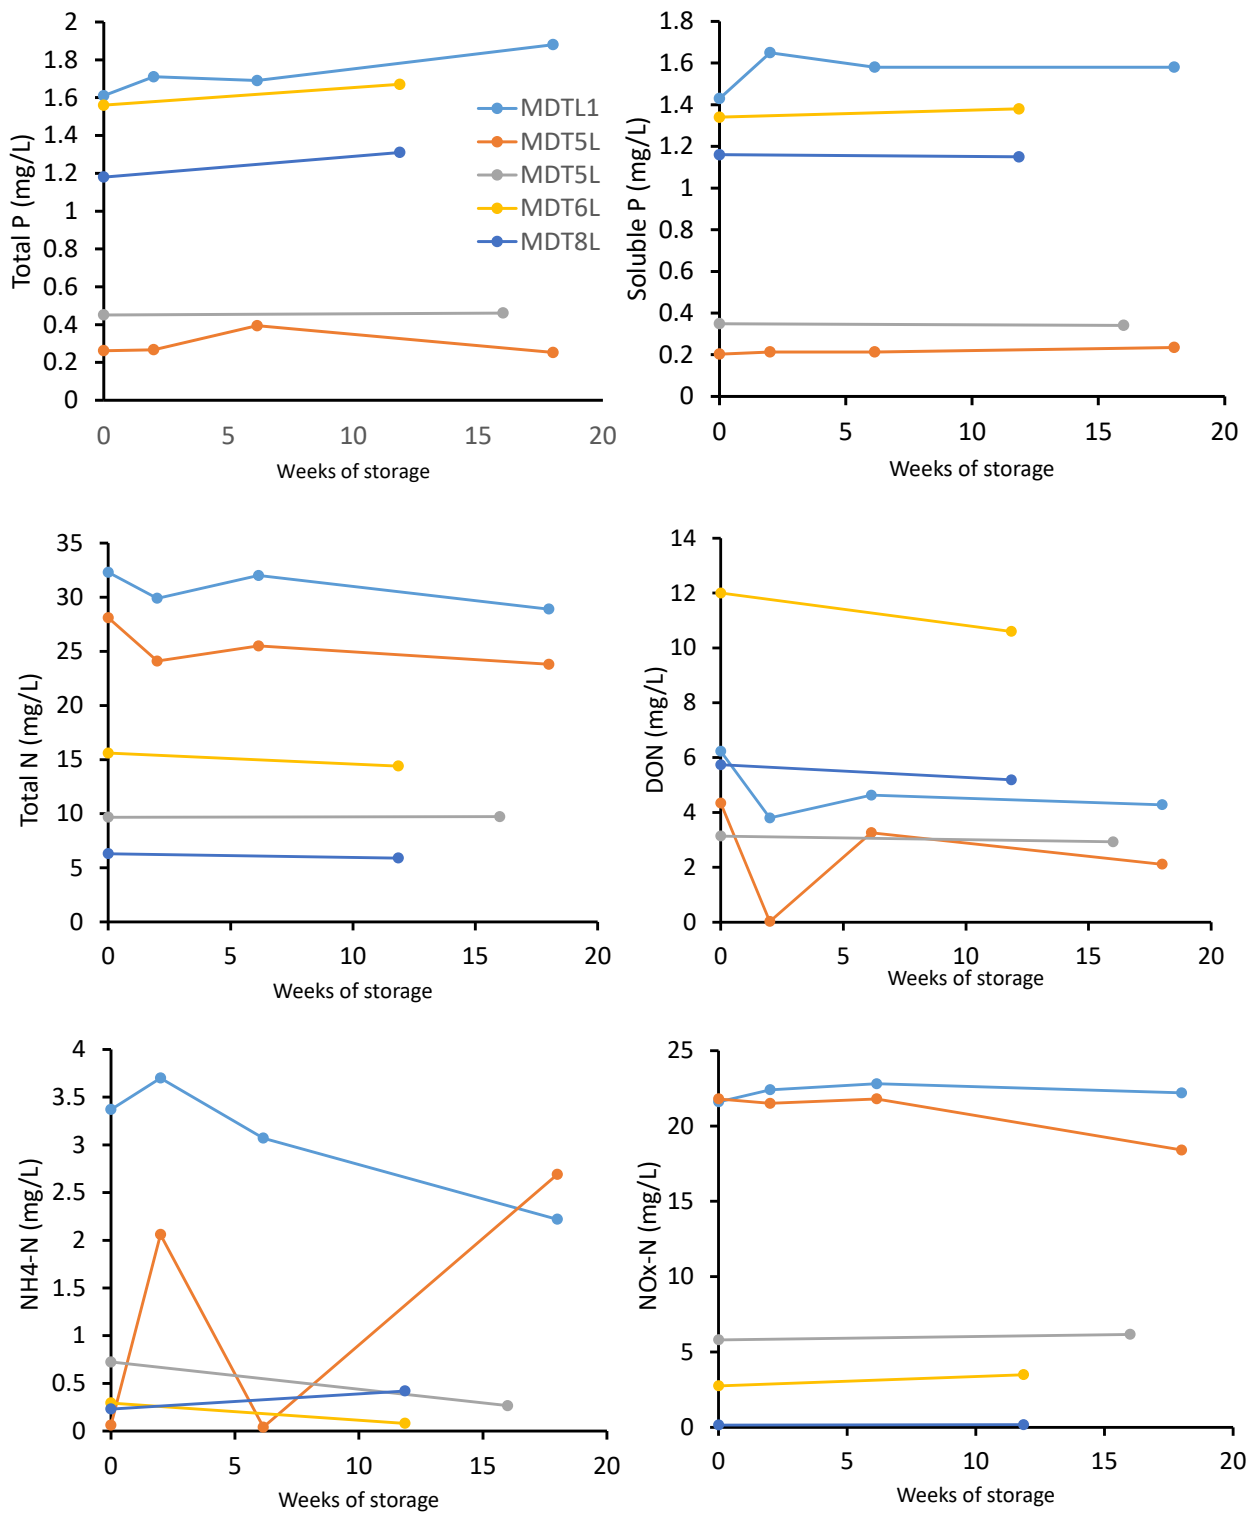 Total P (mg/L)
2
1.8
1.6
1.4
1.2
1
0.8
0.6
0.4
0.2
0
0 5 10 15 20
Weeks of storage
MDTL1
MDT5L
MDT5L
MDT6L
MDT8L
Soluble P (mg/L)
1.8
1.6
1.4
1.2
1
0.8
0.6
0.4
0.2
0
0 5 10 15 20
Weeks of storage
Total N (mg/L)
35
30
25
20
15
10
5
0
0 5 10 15 20
Weeks of storage
DON (mg/L)
14
12
10
8
6
4
2
0
0 5 10 15 20
Weeks of storage
NH4-N (mg/L)
4
3.5
3
2.5
2
1.5
1
0.5
0
0 5 10 15 20
Weeks of storage
NOx-N (mg/L)
25
20
15
10
5
0
0 5 10 15 20
Weeks of storage